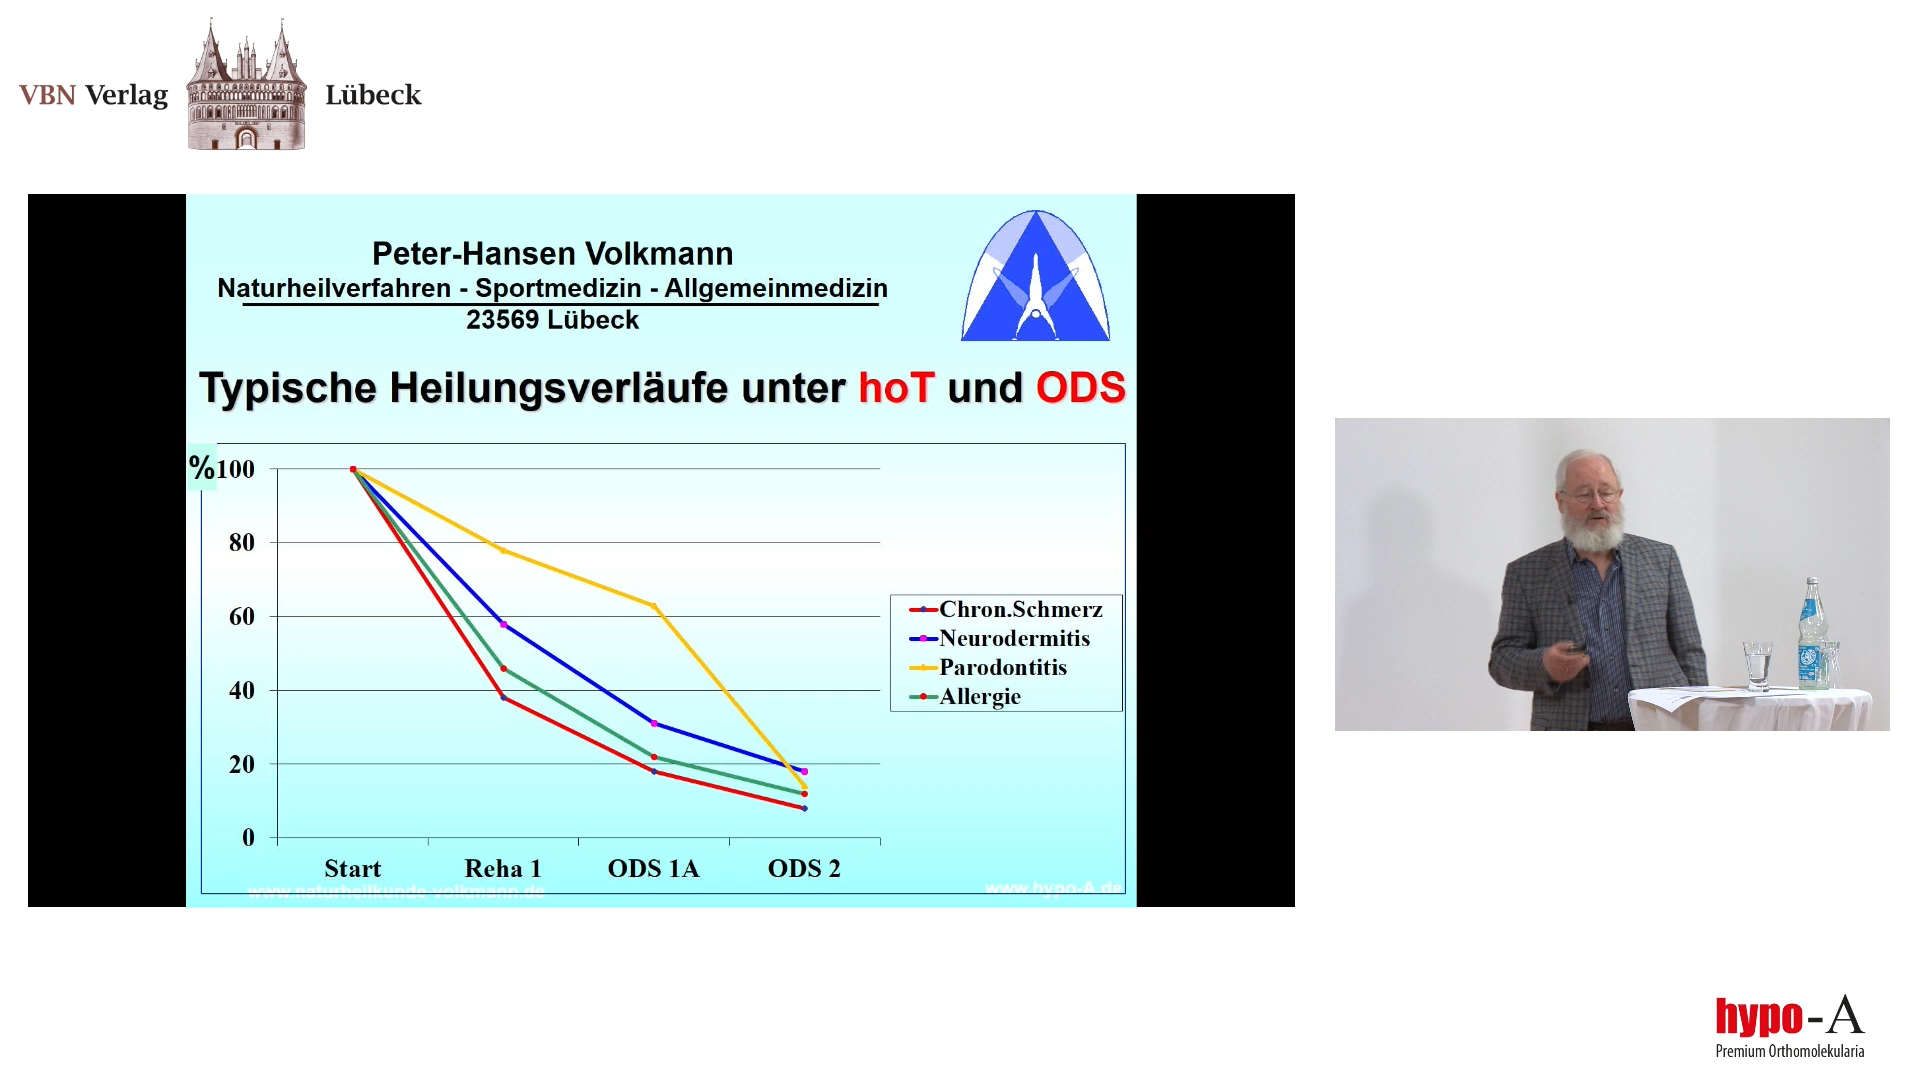 VBN Verlag Lübeck
Peter-Hansen Volkmann
Naturheilverfahren - Sportmedizin - Allgemeinmedizin
23569 Lübeck
Typische Heilungsverläufe unter hoT und ODS
%100
80
60
40
20
0
Chron.Schmerz
Neurodermitis
Parodontitis
Allergie
Start Reha 1 ODS 1A ODS 2
www.naturheilkunde-volkmann.de www.hypo-A.de
hypo-A
Premium Orthomolekularia